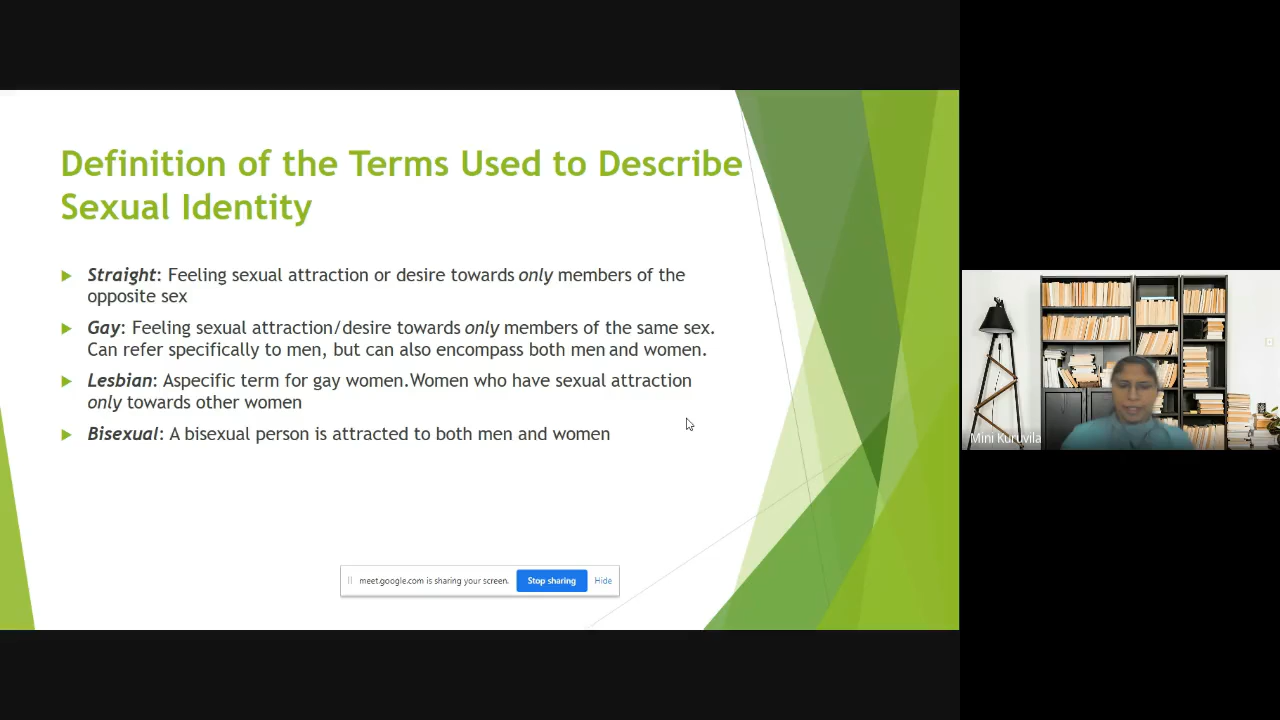 Definition of the Terms Used to Describe
Sexual Identity
Straight: Feeling sexual attraction or desire towards only members of the
opposite sex
Gay: Feeling sexual attraction/desire towards only members of the same sex.
Can refer specifically to men, but can also encompass both men and women.
Lesbian: Aspecific term for gay women.Women who have sexual attraction
only towards other women
Bisexual: A bisexual person is attracted to both men and women
meet.google.com is sharing your screen. Stop sharing Hide
Mini Kuruvila